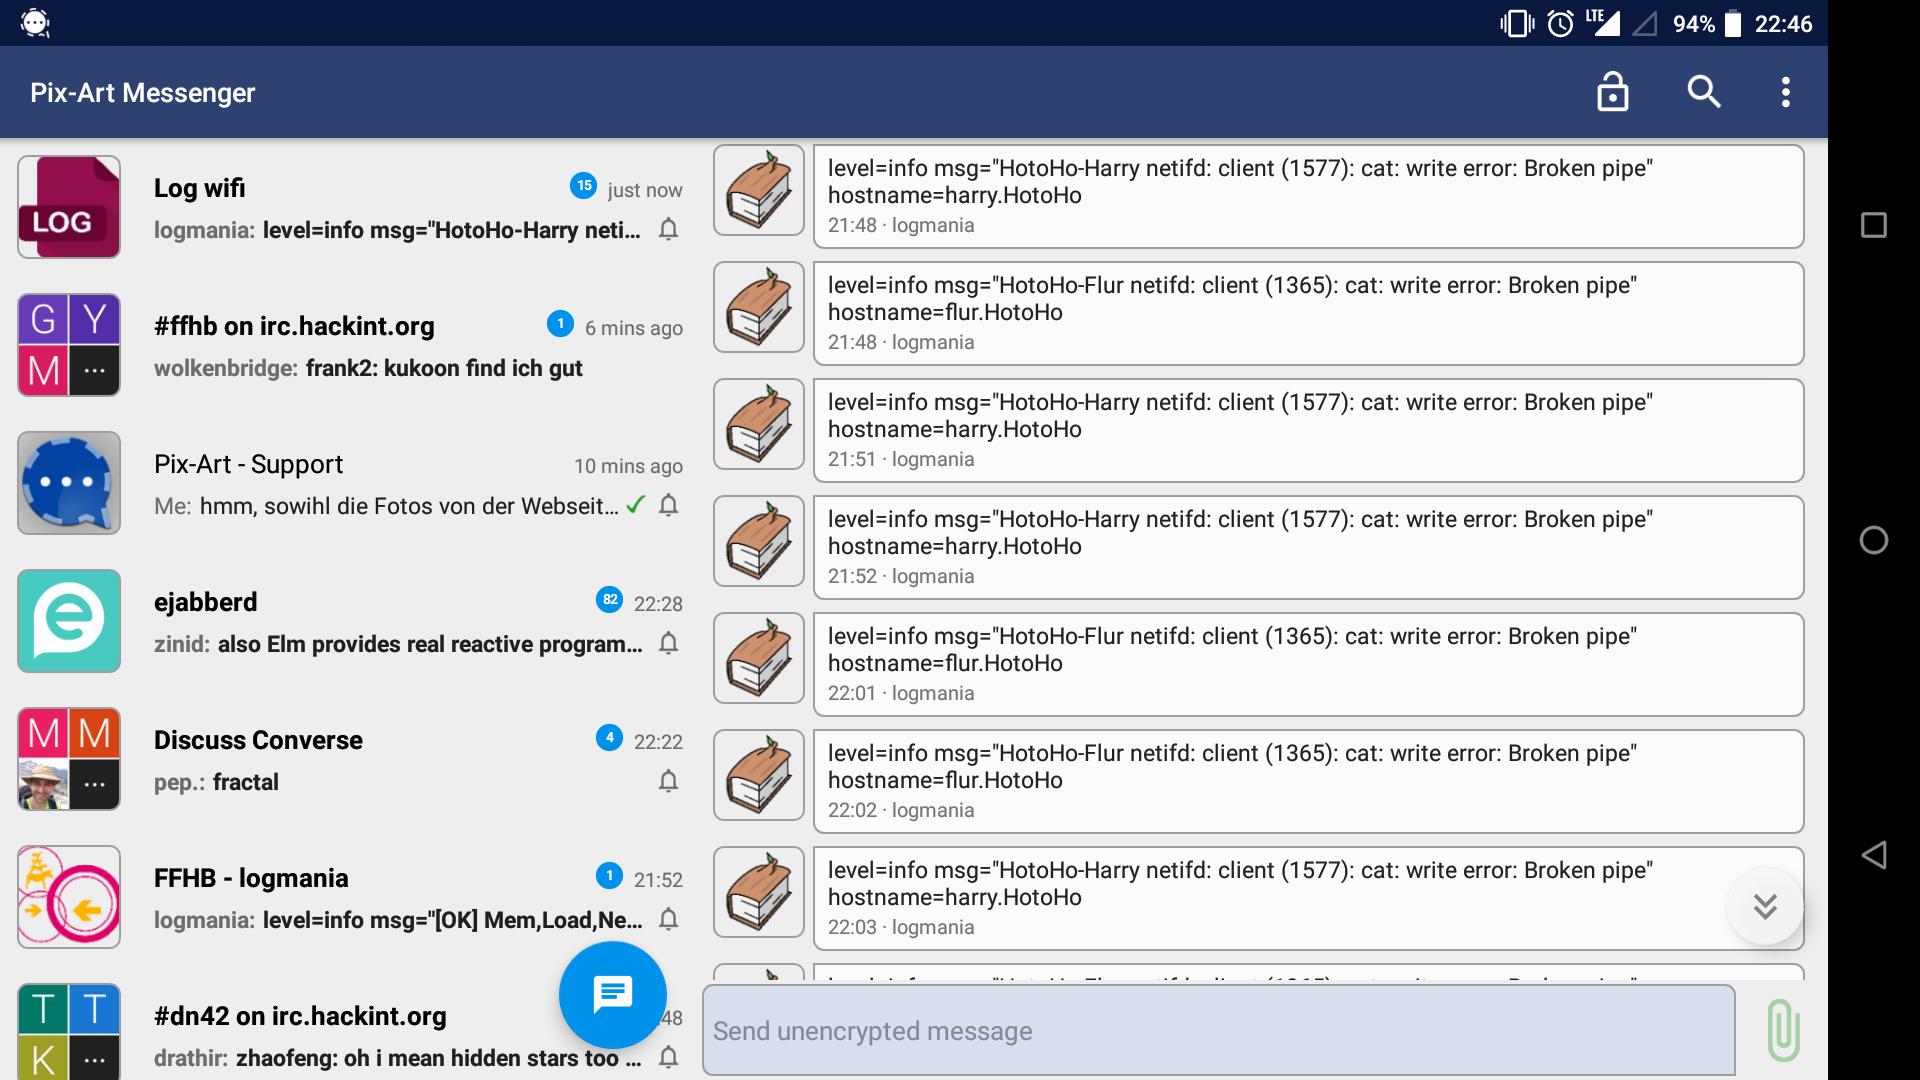 LTE 94% 22:46
Pix-Art Messenger
LOG
Log wifi 15 just now
logmania: level=info msg="HotoHo-Harry neti...
G Y
M ...
#ffhb on irc.hackint.org 1 6 mins ago
wolkenbridge: frank2: kukoon find ich gut
Pix-Art - Support 10 mins ago
Me: hmm, sowihl die Fotos von der Webseit...
e
ejabberd 82 22:28
zinid: also Elm provides real reactive program...
M M
...
Discuss Converse 4 22:22
pep.: fractal
FFHB - logmania 1 21:52
logmania: level=info msg="[OK] Mem,Load,Ne...
T T
K ...
#dn42 on irc.hackint.org :48
drathir: zhaofeng: oh i mean hidden stars too ...
level=info msg="HotoHo-Harry netifd: client (1577): cat: write error: Broken pipe"
hostname=harry.HotoHo
21:48 · logmania
level=info msg="HotoHo-Flur netifd: client (1365): cat: write error: Broken pipe"
hostname=flur.HotoHo
21:48 · logmania
level=info msg="HotoHo-Harry netifd: client (1577): cat: write error: Broken pipe"
hostname=harry.HotoHo
21:51 · logmania
level=info msg="HotoHo-Harry netifd: client (1577): cat: write error: Broken pipe"
hostname=harry.HotoHo
21:52 · logmania
level=info msg="HotoHo-Flur netifd: client (1365): cat: write error: Broken pipe"
hostname=flur.HotoHo
22:01 · logmania
level=info msg="HotoHo-Flur netifd: client (1365): cat: write error: Broken pipe"
hostname=flur.HotoHo
22:02 · logmania
level=info msg="HotoHo-Harry netifd: client (1577): cat: write error: Broken pipe"
hostname=harry.HotoHo
22:03 · logmania
Send unencrypted message